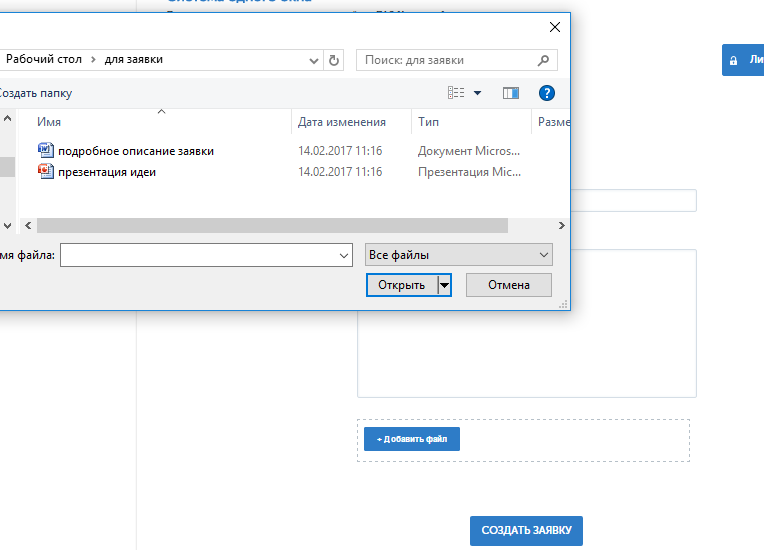 Рабочий стол > для заявки
Поиск: для заявки
Ли
оздать папку
Имя
Дата изменения
Тип
Разме
подробное описание заявки
14.02.2017 11:16
Документ Micros...
презентация идеи
14.02.2017 11:16
Презентация Mic...
мя файла:
Все файлы
Открыть
Отмена
+ Добавить файл
СОЗДАТЬ ЗАЯВКУ